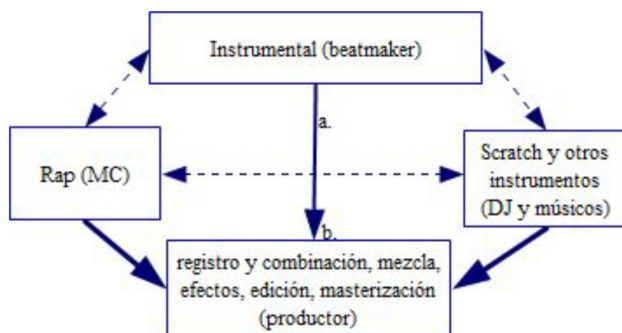 Instrumental (beatmaker)
a.
Rap (MC)
Scratch y otros
instrumentos
(DJ y músicos)
b.
registro y combinación, mezcla,
efectos, edición, masterización
(productor)